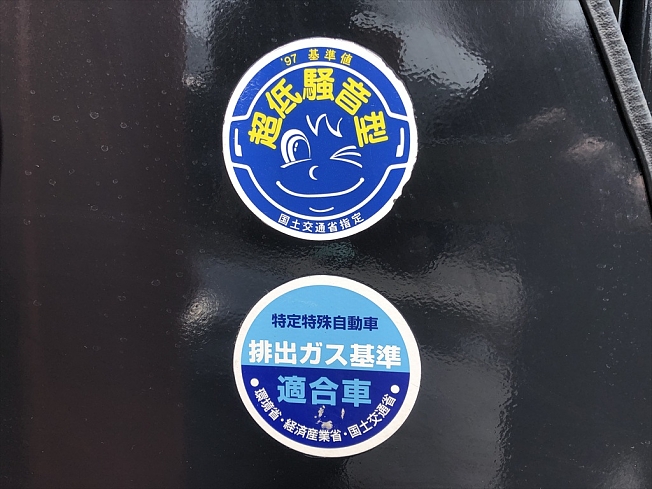 '97 基準値
超低騒音型
国土交通省指定
特定特殊自動車
排出ガス基準
適合車
●環境省・経済産業省・国土交通省●